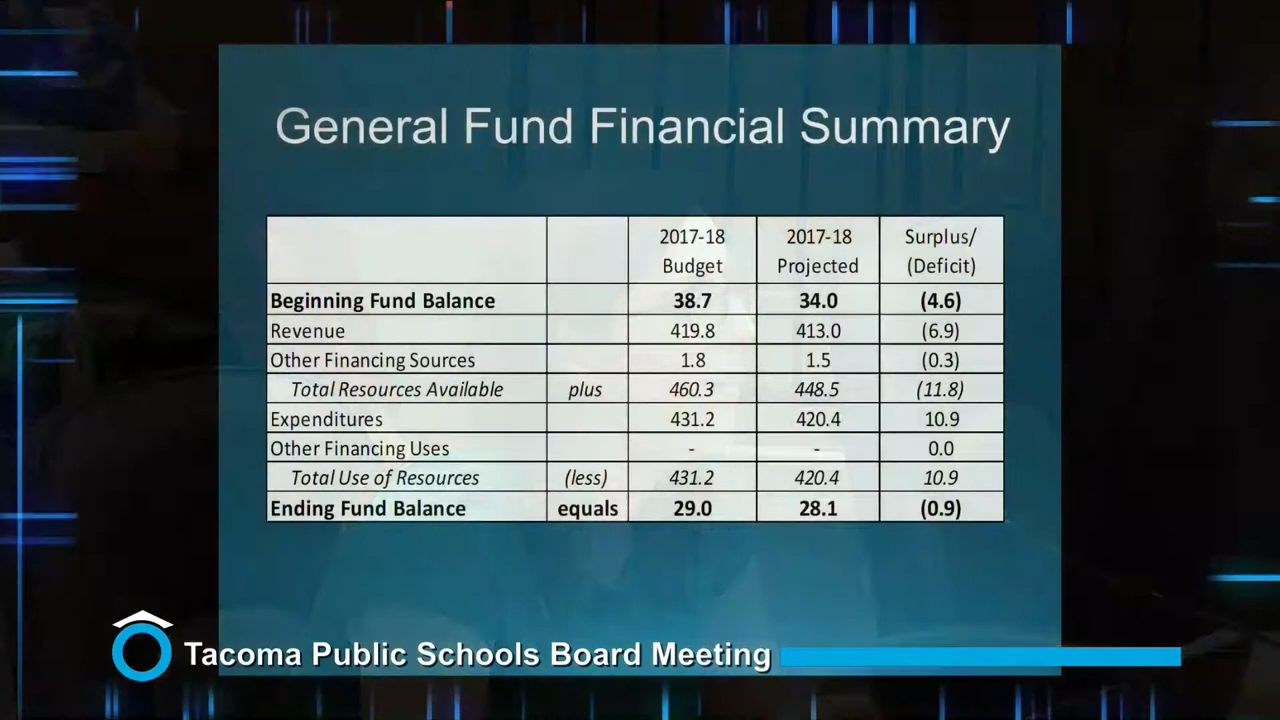 General Fund Financial Summary
2017-18 Budget 2017-18 Projected Surplus/ (Deficit)
Beginning Fund Balance 38.7 34.0 (4.6)
Revenue 419.8 413.0 (6.9)
Other Financing Sources 1.8 1.5 (0.3)
Total Resources Available plus 460.3 448.5 (11.8)
Expenditures 431.2 420.4 10.9
Other Financing Uses - - 0.0
Total Use of Resources (less) 431.2 420.4 10.9
Ending Fund Balance equals 29.0 28.1 (0.9)
Tacoma Public Schools Board Meeting